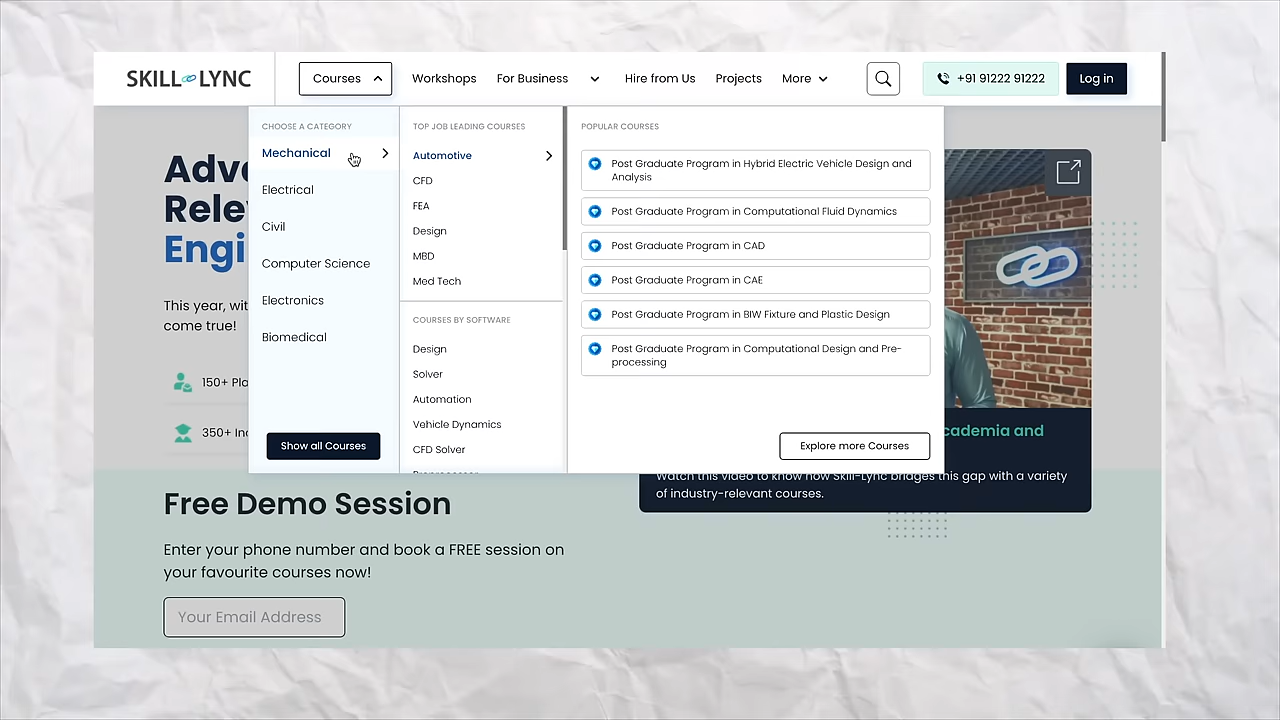 SKILL LYNC
Courses
Workshops
For Business
Hire from Us
Projects
More
+91 91222 91222
Log in
CHOOSE A CATEGORY
Mechanical
Electrical
Civil
Computer Science
Electronics
Biomedical
Show all Courses
TOP JOB LEADING COURSES
Automotive
CFD
FEA
Design
MBD
Med Tech
COURSES BY SOFTWARE
Design
Solver
Automation
Vehicle Dynamics
CFD Solver
POPULAR COURSES
Post Graduate Program in Hybrid Electric Vehicle Design and
Analysis
Post Graduate Program in Computational Fluid Dynamics
Post Graduate Program in CAD
Post Graduate Program in CAE
Post Graduate Program in BIW Fixture and Plastic Design
Post Graduate Program in Computational Design and Pre-
processing
Explore more Courses
This year,
come true!
150+
350+
and
Watch this video to know how Skill-Lync bridges this gap with a variety
of industry-relevant courses.
Free Demo Session
Enter your phone number and book a FREE session on
your favourite courses now!
Your Email Address